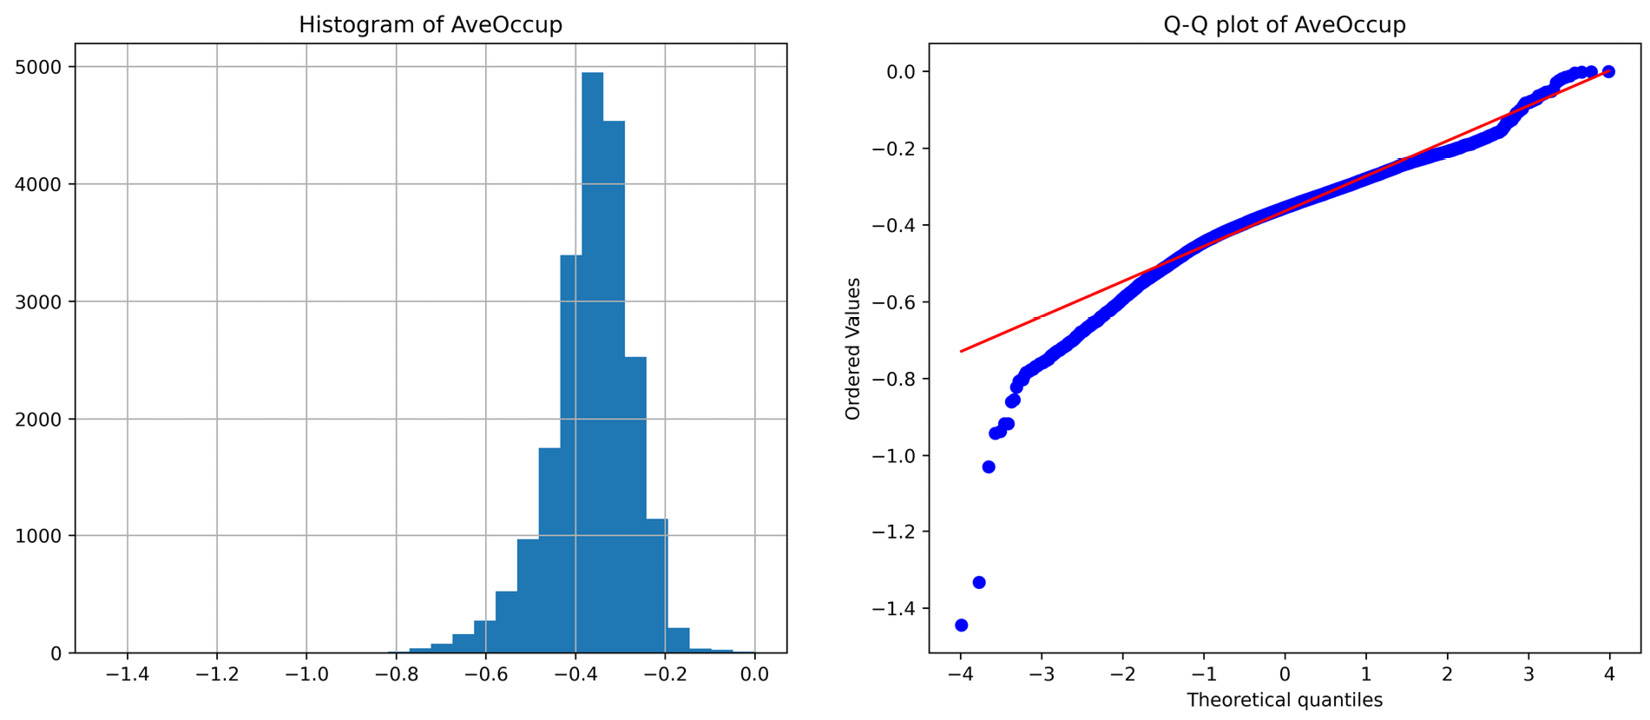 Histogram of AveOccup
5000
4000
3000
2000
1000
0
−1.4 −1.2 −1.0 −0.8 −0.6 −0.4 −0.2 0.0
Q-Q plot of AveOccup
Ordered Values
0.0
−0.2
−0.4
−0.6
−0.8
−1.0
−1.2
−1.4
−4 −3 −2 −1 0 1 2 3 4
Theoretical quantiles